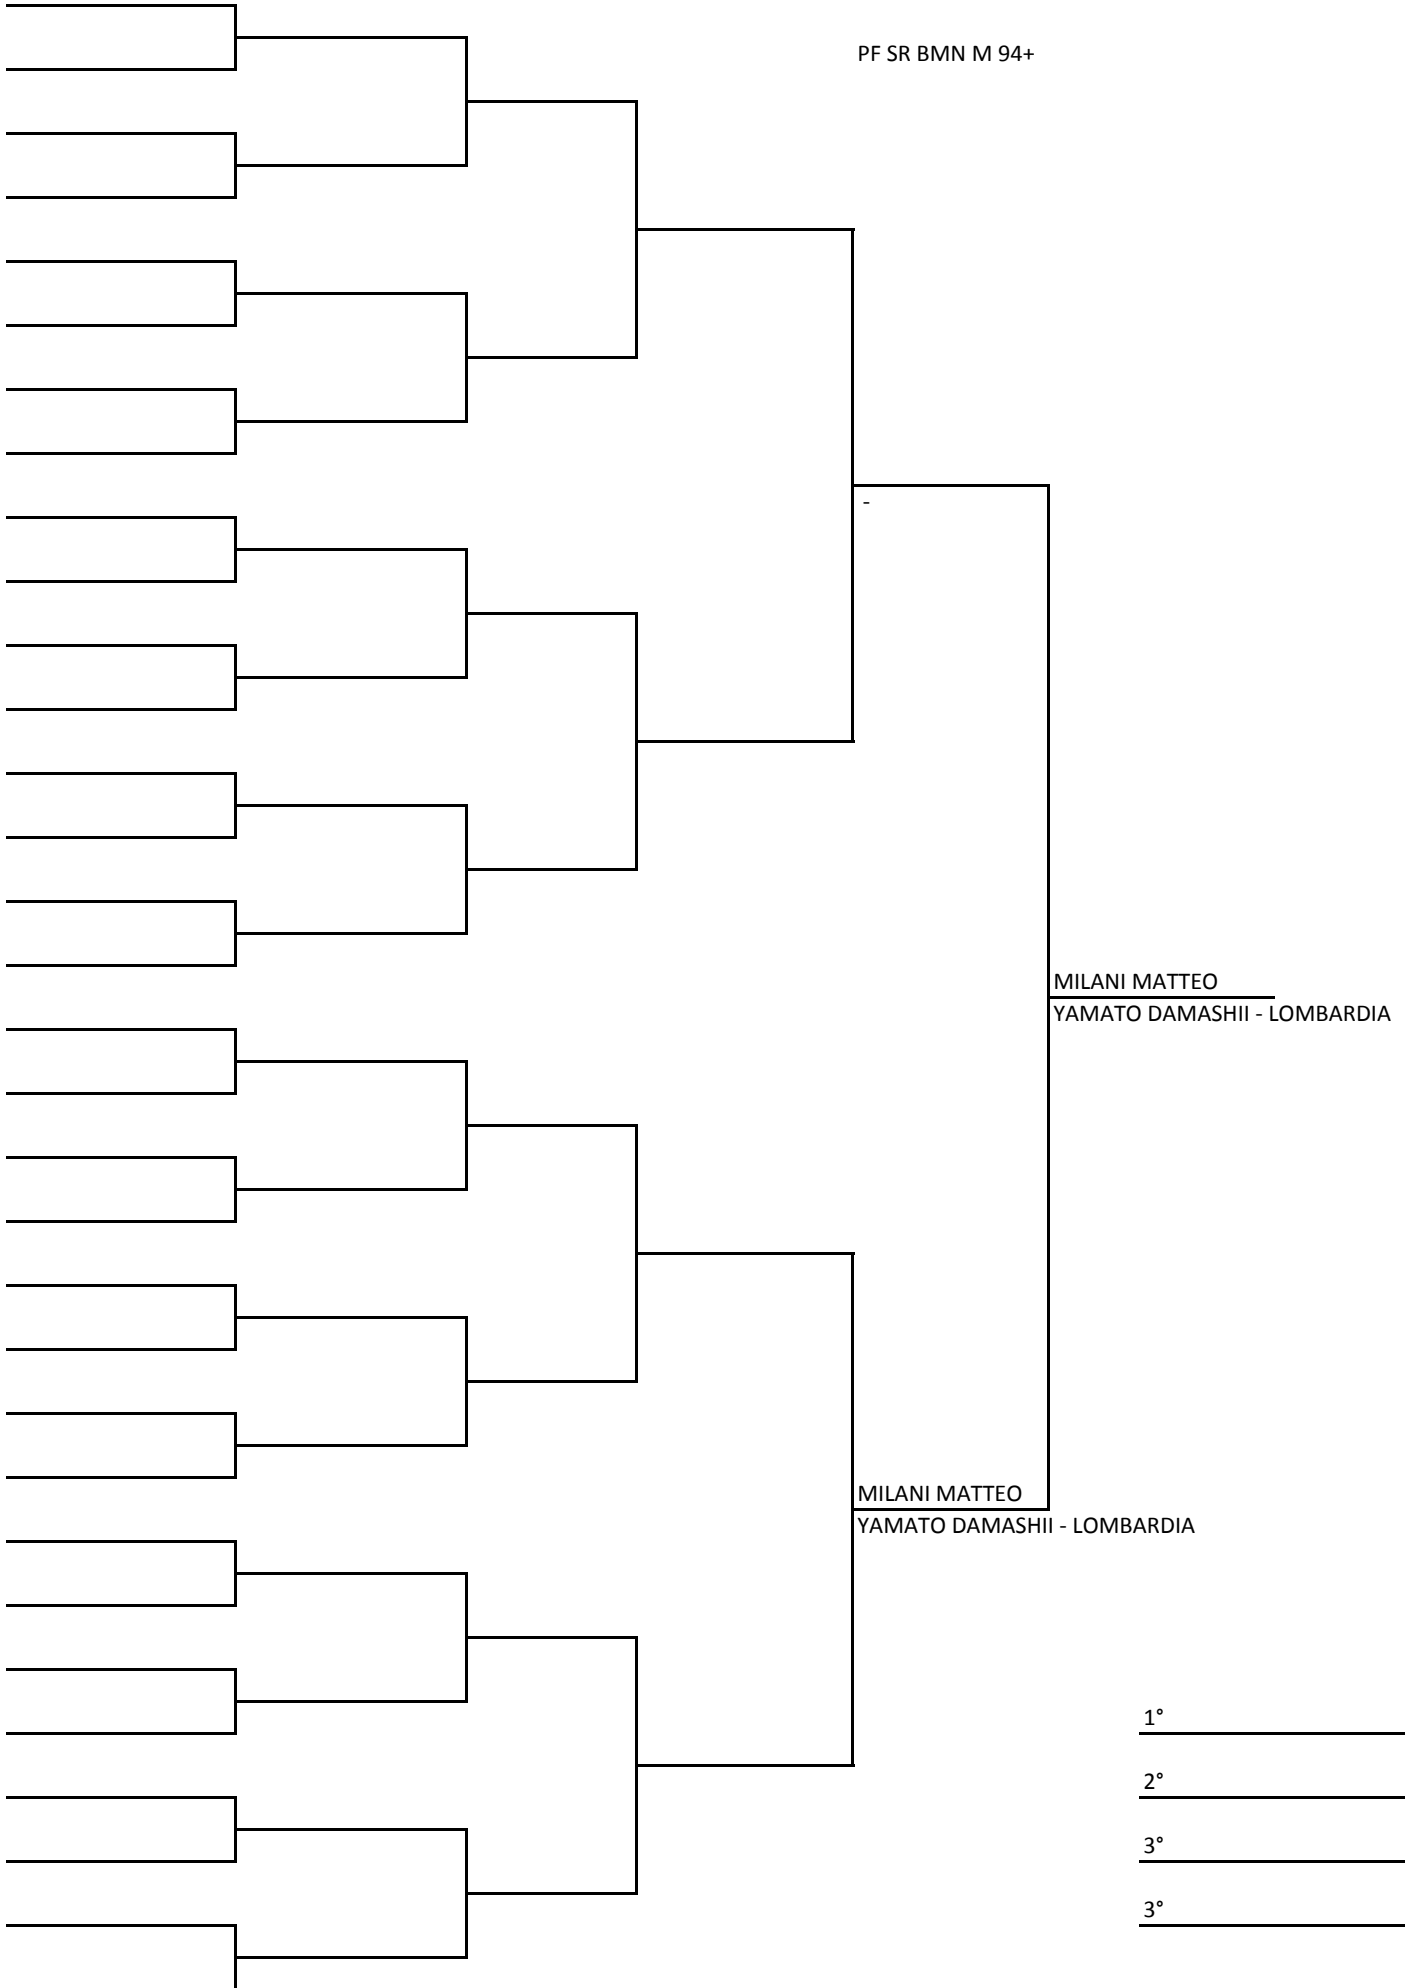 PF SR BMN M 94+
-
MILANI MATTEO
YAMATO DAMASHII - LOMBARDIA
MILANI MATTEO
YAMATO DAMASHII - LOMBARDIA
1°
2°
3°
3°